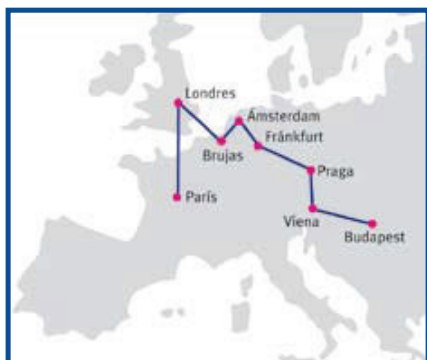 Londres
Ámsterdam
Fránkfurt
Brujas
Praga
París
Viena
Budapest